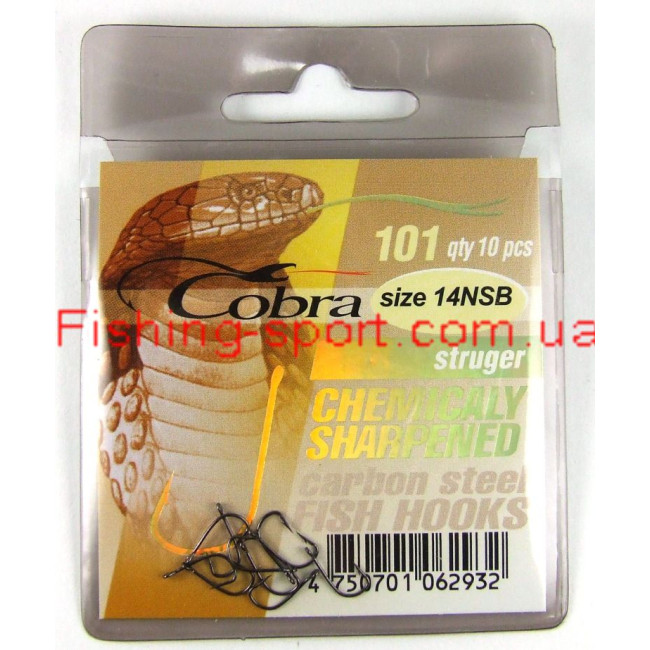 101 qty 10 pcs
Cobra
size 14NSB
Fishing-sport.com.ua
struger
CHEMICALY
SHARPENED
carbon steel
FISH HOOKS
4 750701 062932